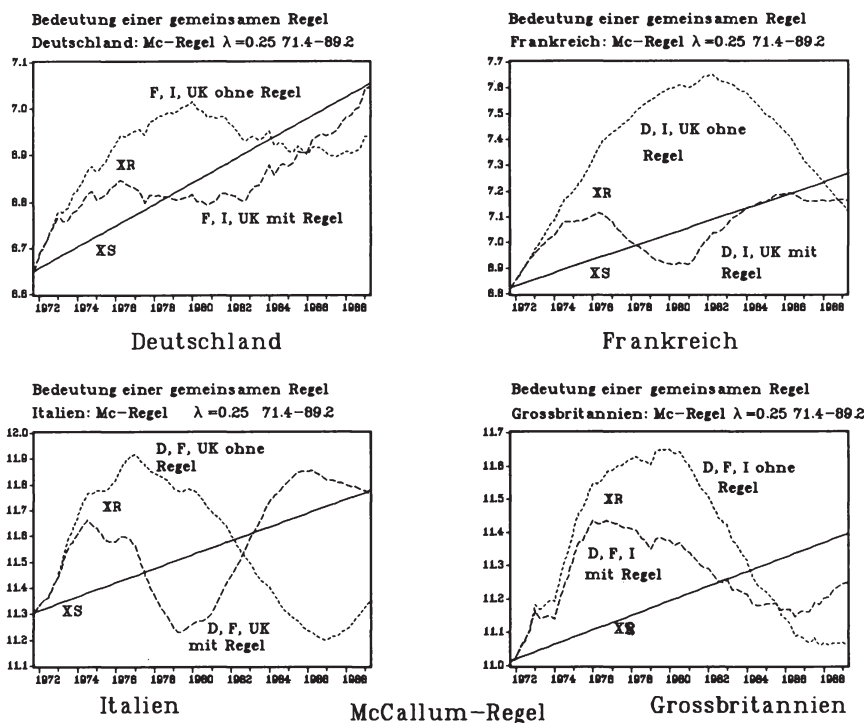 Bedeutung einer gemeinsamen Regel
Deutschland: Mc-Regel λ=0.25 71.4-89.2
7.1
7.0
6.9
6.8
6.7
6.6
F, I, UK ohne Regel
XR
F, I, UK mit Regel
XS
1972 1974 1976 1978 1980 1982 1984 1986 1988
Deutschland
Bedeutung einer gemeinsamen Regel
Frankreich: Mc-Regel λ=0.25 71.4-89.2
7.7
7.6
7.5
7.4
7.3
7.2
7.1
7.0
6.9
6.8
D, I, UK ohne
Regel
XR
XS
D, I, UK mit
Regel
1972 1974 1976 1978 1980 1982 1984 1986 1988
Frankreich
Bedeutung einer gemeinsamen Regel
Italien: Mc-Regel λ=0.25 71.4-89.2
12.0
11.9
11.8
11.7
11.6
11.5
11.4
11.3
11.2
11.1
D, F, UK ohne
Regel
XR
XS
D, F, UK
mit Regel
1972 1974 1976 1978 1980 1982 1984 1986 1988
Italien
Bedeutung einer gemeinsamen Regel
Grossbritannien: Mc-Regel λ=0.25 71.4-89.2
11.7
11.6
11.5
11.4
11.3
11.2
11.1
11.0
D, F, I ohne
Regel
XR
D, F, I
mit Regel
1972 1974 1976 1978 1980 1982 1984 1986 1988
Grossbritannien
McCallum-Regel